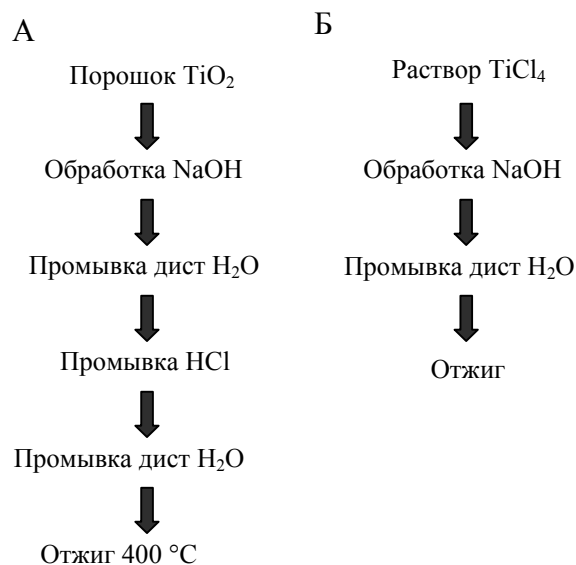 А
Порошок TiO₂
Обработка NaOH
Промывка дист H₂O
Промывка HCl
Промывка дист H₂O
Отжиг 400 °C
Б
Раствор TiCl₄
Обработка NaOH
Промывка дист H₂O
Отжиг